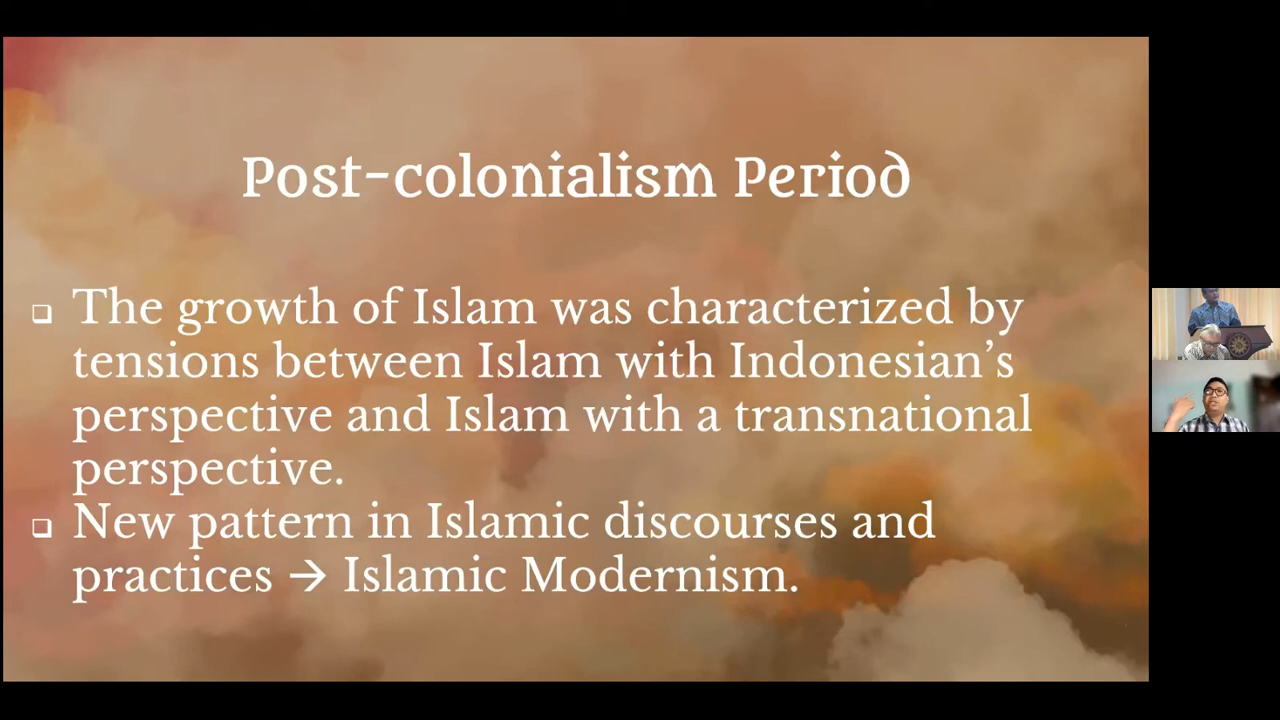 Post-colonialism Period
The growth of Islam was characterized by
tensions between Islam with Indonesian’s
perspective and Islam with a transnational
perspective.
New pattern in Islamic discourses and
practices → Islamic Modernism.